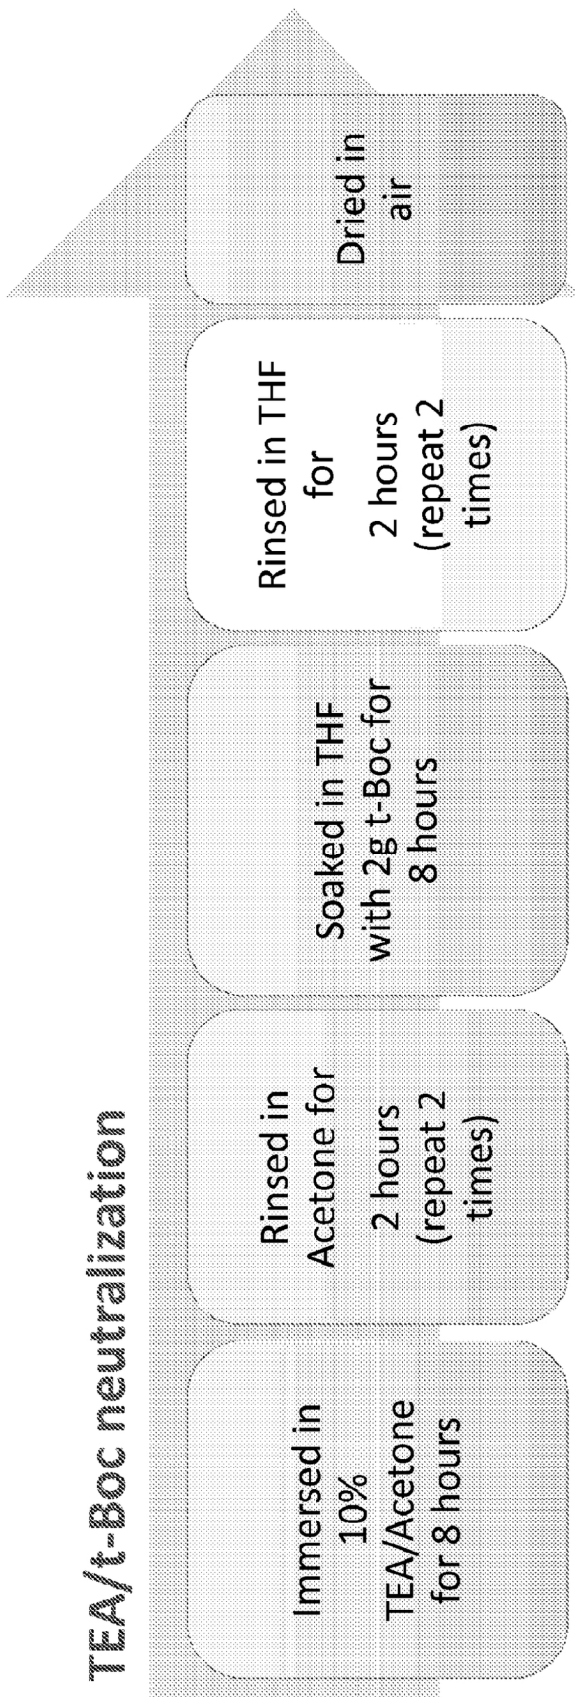 TEA/t-Boc neutralization
Immersed in
10%
TEA/Acetone
for 8 hours
Rinsed in
Acetone for
2 hours
(repeat 2
times)
Soaked in THF
with 2g t-Boc for
8 hours
Rinsed in THF
for
2 hours
(repeat 2
times)
Dried in
air